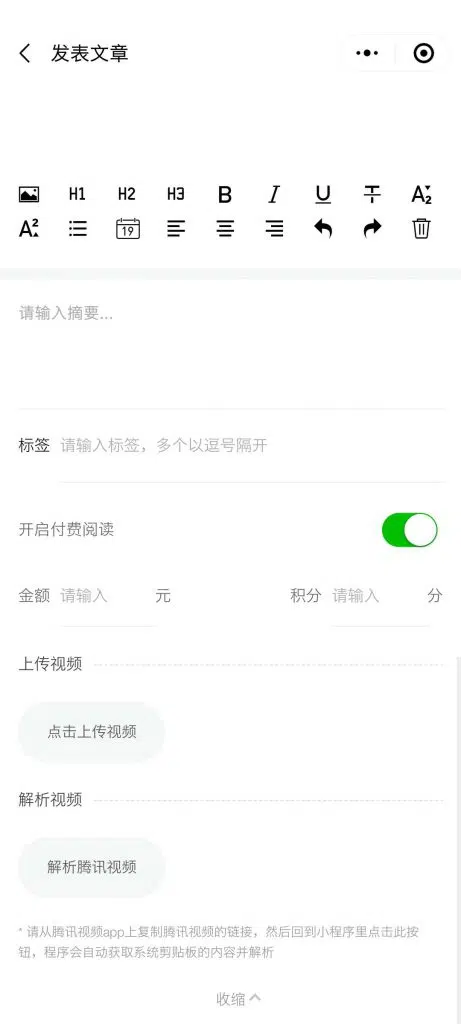 发表文章
H1 H2 H3 B I U T A2
A2 19
请输入摘要...
标签 请输入标签，多个以逗号隔开
开启付费阅读
金额 请输入 元 积分 请输入 分
上传视频
点击上传视频
解析视频
解析腾讯视频
* 请从腾讯视频app上复制腾讯视频的链接，然后回到小程序里点击此按
钮，程序会自动获取系统剪贴板的内容并解析
收缩